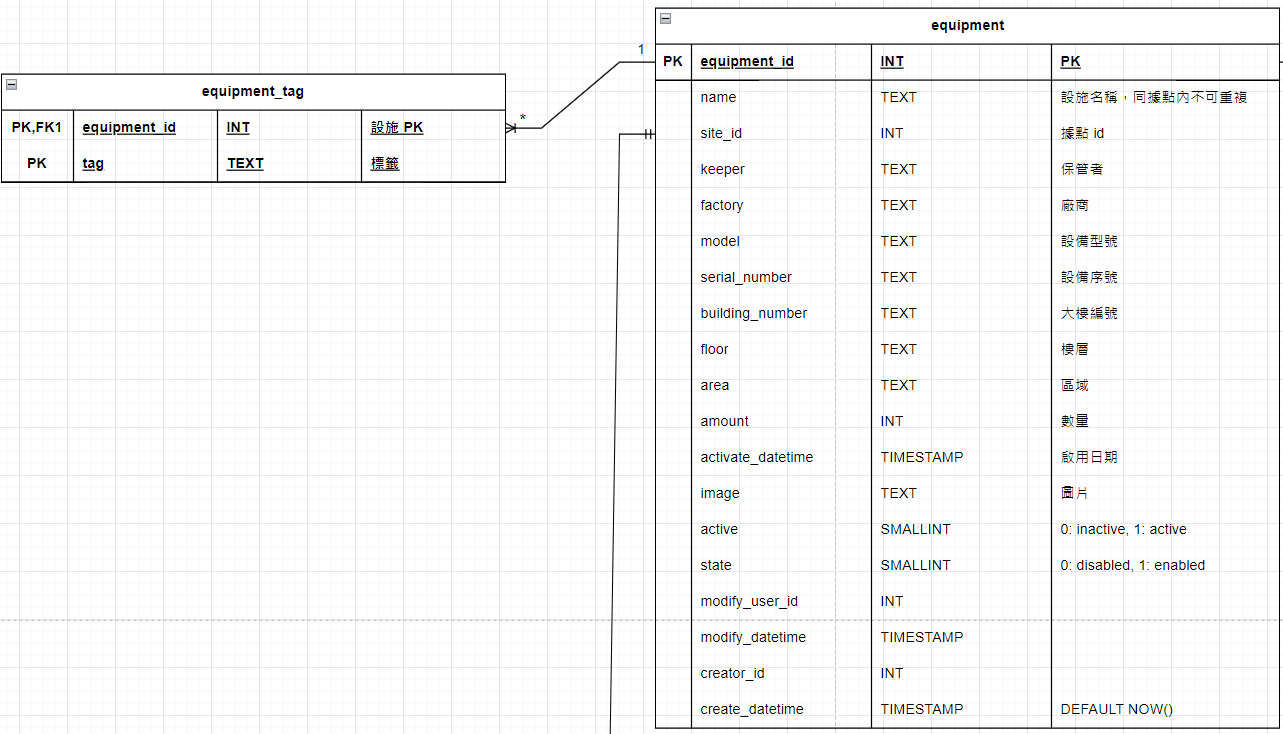 equipment_tag
PK,FK1 equipment_id INT 設施 PK
PK tag TEXT 標籤
* 1
equipment
PK equipment_id INT PK
name TEXT 設施名稱，同據點內不可重複
site_id INT 據點 id
keeper TEXT 保管者
factory TEXT 廠商
model TEXT 設備型號
serial_number TEXT 設備序號
building_number TEXT 大樓編號
floor TEXT 樓層
area TEXT 區域
amount INT 數量
activate_datetime TIMESTAMP 啟用日期
image TEXT 圖片
active SMALLINT 0: inactive, 1: active
state SMALLINT 0: disabled, 1: enabled
modify_user_id INT
modify_datetime TIMESTAMP
creator_id INT
create_datetime TIMESTAMP DEFAULT NOW()